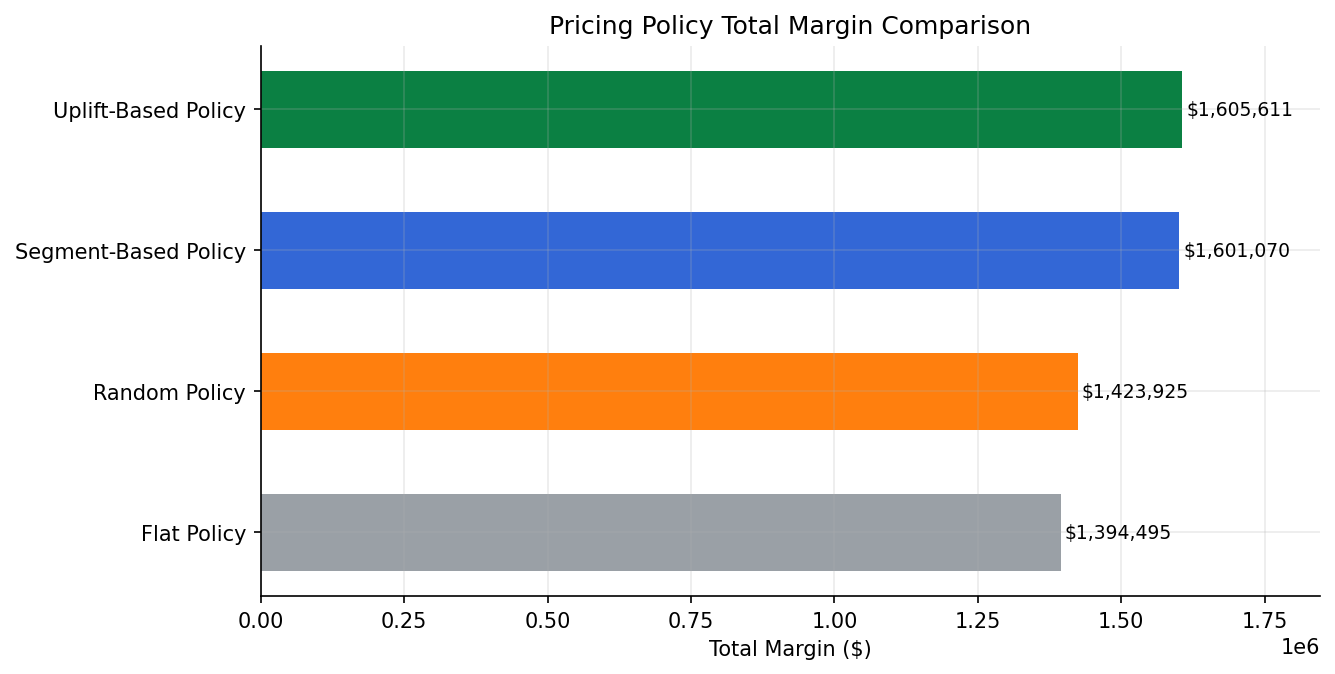 Pricing Policy Total Margin Comparison
Uplift-Based Policy
$1,605,611
Segment-Based Policy
$1,601,070
Random Policy
$1,423,925
Flat Policy
$1,394,495
0.00 0.25 0.50 0.75 1.00 1.25 1.50 1.75
1e6
Total Margin ($)